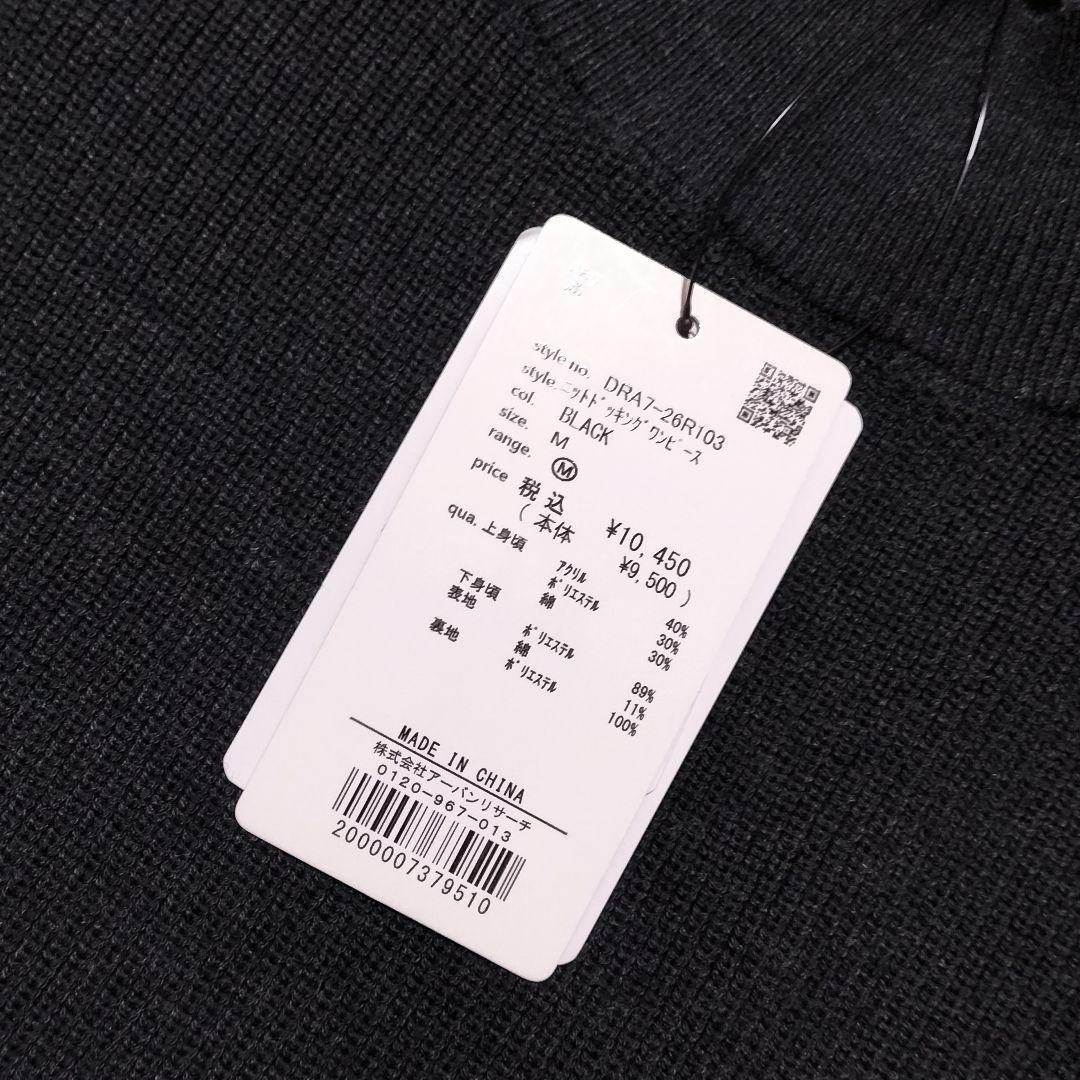 style no. DRA7-26R103
style. ニットドッキングワンピース
col. BLACK
size. M
range. Ⓜ
price 税込 ¥10,450
(本体 ¥9,500)
qua. 上身頃
アクリル 40%
ポリエステル 30%
綿 30%
下身頃
表地 ポリエステル 89%
綿 11%
裏地 ポリエステル 100%
MADE IN CHINA
株式会社アーバンリサーチ
0120-967-013
2000007379510